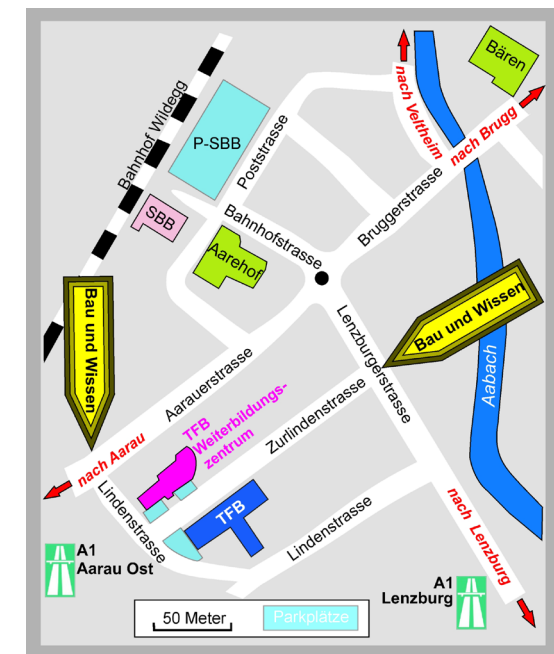 Bären
nach Veltheim
nach Brugg
Bahnhof Wildegg
P-SBB
Poststrasse
SBB
Bahnhofstrasse
Bruggerstrasse
Aarehof
Bau und Wissen
Bau und Wissen
Lenzburgerstrasse
Aabach
Aarauerstrasse
TFB
Weiterbildungs-
zentrum
Zurlindenstrasse
nach Aarau
Lindenstrasse
TFB
Lindenstrasse
nach Lenzburg
A1
Aarau Ost
A1
Lenzburg
50 Meter
Parkplätze